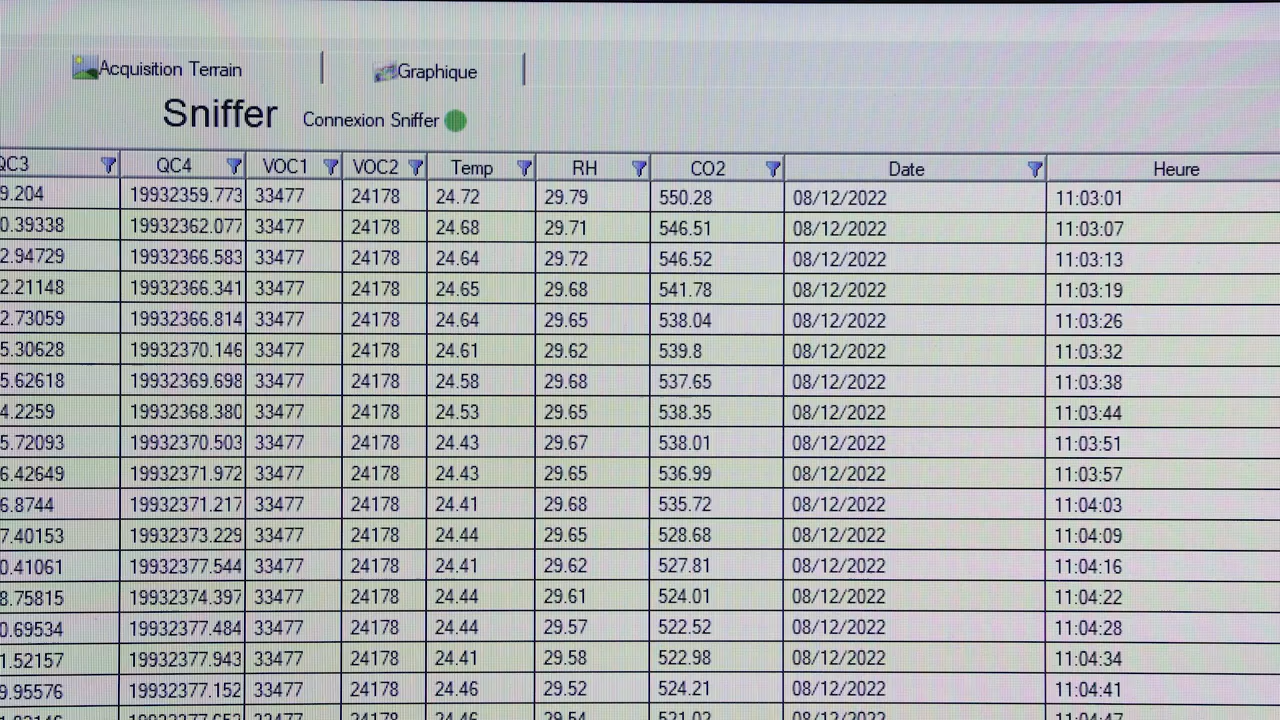 Acquisition Terrain Graphique
Sniffer Connexion Sniffer
QC3 QC4 VOC1 VOC2 Temp RH CO2 Date Heure
9.204 19932359.773 33477 24178 24.72 29.79 550.28 08/12/2022 11:03:01
0.39338 19932362.077 33477 24178 24.68 29.71 546.51 08/12/2022 11:03:07
2.94729 19932366.583 33477 24178 24.64 29.72 546.52 08/12/2022 11:03:13
2.21148 19932366.341 33477 24178 24.65 29.68 541.78 08/12/2022 11:03:19
2.73059 19932366.814 33477 24178 24.64 29.65 538.04 08/12/2022 11:03:26
5.30628 19932370.146 33477 24178 24.61 29.62 539.8 08/12/2022 11:03:32
5.62618 19932369.698 33477 24178 24.58 29.68 537.65 08/12/2022 11:03:38
4.2259 19932368.380 33477 24178 24.53 29.65 538.35 08/12/2022 11:03:44
5.72093 19932370.503 33477 24178 24.43 29.67 538.01 08/12/2022 11:03:51
6.42649 19932371.972 33477 24178 24.43 29.65 536.99 08/12/2022 11:03:57
6.8744 19932371.217 33477 24178 24.41 29.68 535.72 08/12/2022 11:04:03
7.40153 19932373.229 33477 24178 24.44 29.65 528.68 08/12/2022 11:04:09
0.41061 19932377.544 33477 24178 24.41 29.62 527.81 08/12/2022 11:04:16
8.75815 19932374.397 33477 24178 24.44 29.61 524.01 08/12/2022 11:04:22
0.69534 19932377.484 33477 24178 24.44 29.57 522.52 08/12/2022 11:04:28
1.52157 19932377.943 33477 24178 24.41 29.58 522.98 08/12/2022 11:04:34
9.95576 19932377.152 33477 24178 24.46 29.52 524.21 08/12/2022 11:04:41
33477 24178 24.46 29.54 521.02 08/12/2022 11:04:47